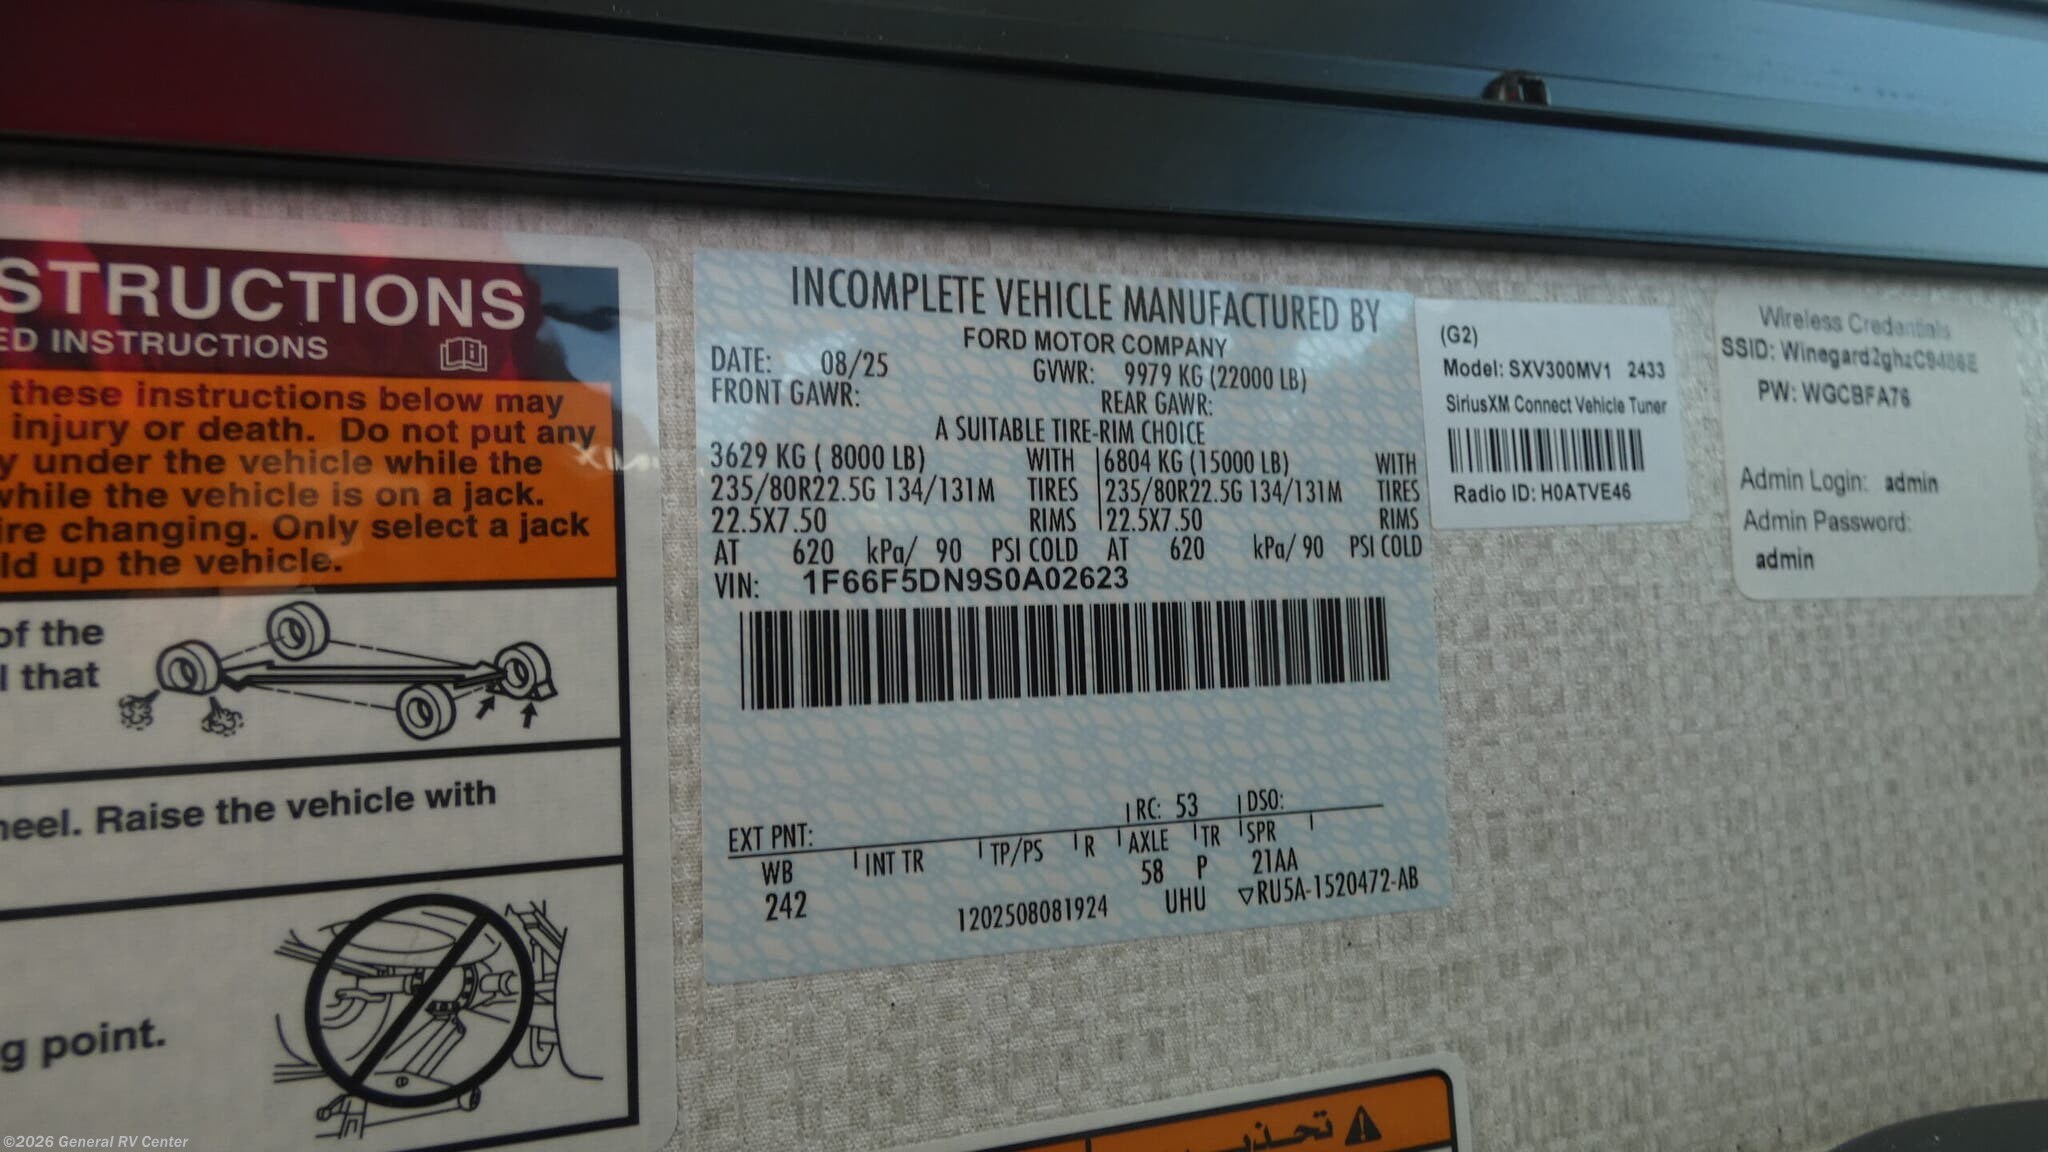 STRUCTIONS
ED INSTRUCTIONS
these instructions below may
injury or death. Do not put any
y under the vehicle while the
while the vehicle is on a jack.
ire changing. Only select a jack
ld up the vehicle.
of the
l that
heel. Raise the vehicle with
g point.
INCOMPLETE VEHICLE MANUFACTURED BY
FORD MOTOR COMPANY
DATE: 08/25 GVWR: 9979 KG (22000 LB)
FRONT GAWR: REAR GAWR:
A SUITABLE TIRE-RIM CHOICE
3629 KG ( 8000 LB) WITH 6804 KG (15000 LB) WITH
235/80R22.5G 134/131M TIRES 235/80R22.5G 134/131M TIRES
22.5X7.50 RIMS 22.5X7.50 RIMS
AT 620 kPa/ 90 PSI COLD AT 620 kPa/ 90 PSI COLD
VIN: 1F66F5DN9S0A02623
EXT PNT: RC: 53 DSO:
WB INT TR TP/PS R AXLE TR SPR
242 58 P 21AA
1202508081924 UHU ▽RU5A-1520472-AB
(G2)
Model: SXV300MV1 2433
SiriusXM Connect Vehicle Tuner
Radio ID: H0ATVE46
Wireless Credentials
SSID:
PW: WGCBFA76
Admin Login: admin
Admin Password:
admin
تحذير
©2026 General RV Center